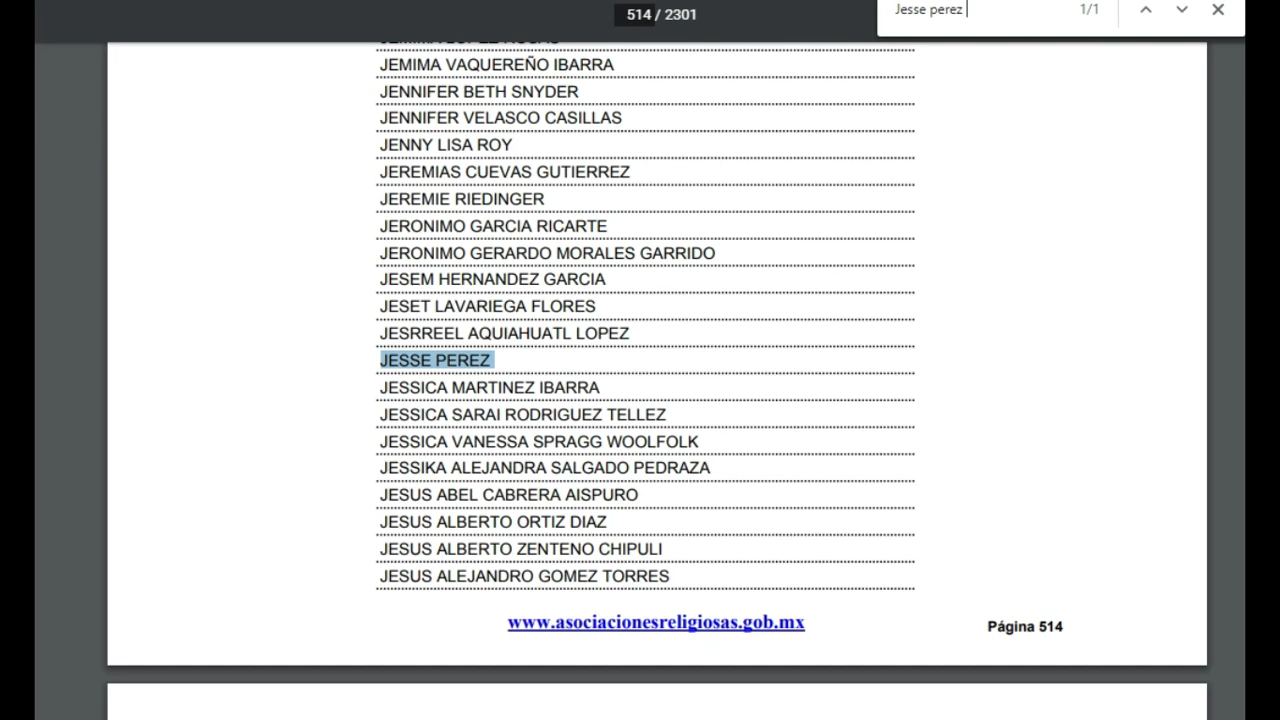 514 / 2301
Jesse perez
1/1
JEMIMA VAQUEREÑO IBARRA
JENNIFER BETH SNYDER
JENNIFER VELASCO CASILLAS
JENNY LISA ROY
JEREMIAS CUEVAS GUTIERREZ
JEREMIE RIEDINGER
JERONIMO GARCIA RICARTE
JERONIMO GERARDO MORALES GARRIDO
JESEM HERNANDEZ GARCIA
JESET LAVARIEGA FLORES
JESRREEL AQUIAHUATL LOPEZ
JESSE PEREZ
JESSICA MARTINEZ IBARRA
JESSICA SARAI RODRIGUEZ TELLEZ
JESSICA VANESSA SPRAGG WOOLFOLK
JESSIKA ALEJANDRA SALGADO PEDRAZA
JESUS ABEL CABRERA AISPURO
JESUS ALBERTO ORTIZ DIAZ
JESUS ALBERTO ZENTENO CHIPULI
JESUS ALEJANDRO GOMEZ TORRES
www.asociacionesreligiosas.gob.mx
Página 514